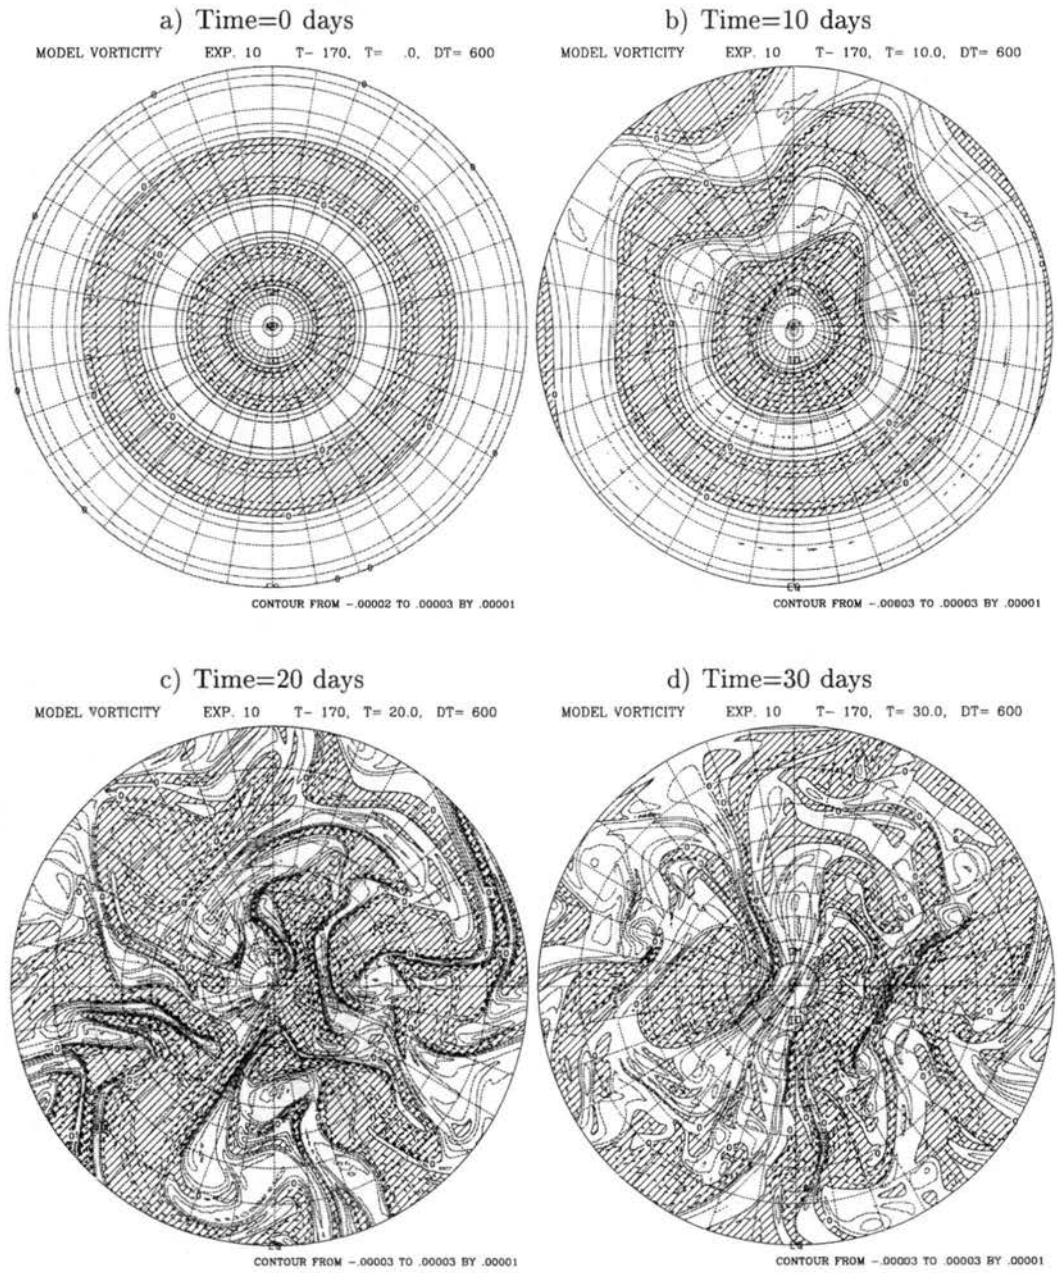 a) Time=0 days
MODEL VORTICITY EXP. 10 T- 170, T= .0, DT= 600
CONTOUR FROM -.00002 TO .00003 BY .00001
b) Time=10 days
MODEL VORTICITY EXP. 10 T- 170, T= 10.0, DT= 600
EQ
CONTOUR FROM -.00003 TO .00003 BY .00001
c) Time=20 days
MODEL VORTICITY EXP. 10 T- 170, T= 20.0, DT= 600
CONTOUR FROM -.00003 TO .00003 BY .00001
d) Time=30 days
MODEL VORTICITY EXP. 10 T- 170, T= 30.0, DT= 600
EQ
CONTOUR FROM -.00003 TO .00003 BY .00001